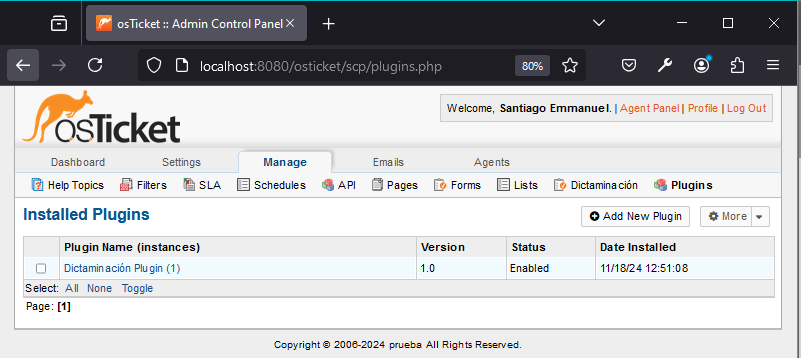 osTicket :: Admin Control Panel
localhost:8080/osticket/scp/plugins.php 80%
osTicket
Welcome, Santiago Emmanuel. | Agent Panel | Profile | Log Out
Dashboard Settings Manage Emails Agents
Help Topics Filters SLA Schedules API Pages Forms Lists Dictaminación Plugins
Installed Plugins
Add New Plugin More
Plugin Name (instances) Version Status Date Installed
Dictaminación Plugin (1) 1.0 Enabled 11/18/24 12:51:08
Select: All None Toggle
Page: [1]
Copyright © 2006-2024 prueba All Rights Reserved.